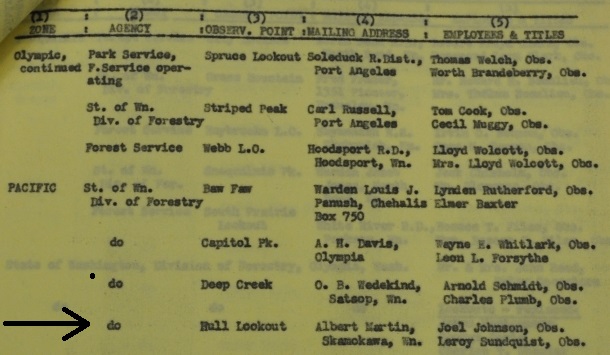 (1) : (2) : (3) : (4) : (5)
ZONE : AGENCY : OBSERV. POINT : MAILING ADDRESS : EMPLOYEES & TITLES
Olympic, Park Service, Spruce Lookout Soleduck R.Dist., Thomas Welch, Obs.
continued F.Service oper- Port Angeles Worth Brandeberry, Obs.
ating
St. of Wn. Striped Peak Carl Russell, Tom Cook, Obs.
Div. of Forestry Port Angeles Cecil Muggy, Obs.
Forest Service Webb L.O. Hoodsport R.D., Lloyd Wolcott, Obs.
Hoodsport, Wn. Mrs. Lloyd Wolcott, Obs.
PACIFIC St. of Wn. Baw Faw Warden Louis J. Lynden Rutherford, Obs.
Div. of Forestry Panush, Chehalis Elmer Baxter
Box 750
do Capitol Pk. A. H. Davis, Wayne E. Whitlark, Obs.
Olympia Leon L. Forsythe
do Deep Creek O. B. Wedekind, Arnold Schmidt, Obs.
Satsop, Wn. Charles Plumb, Obs.
do Hull Lookout Albert Martin, Joel Johnson, Obs.
Skamokawa, Wn. Leroy Sundquist, Obs.